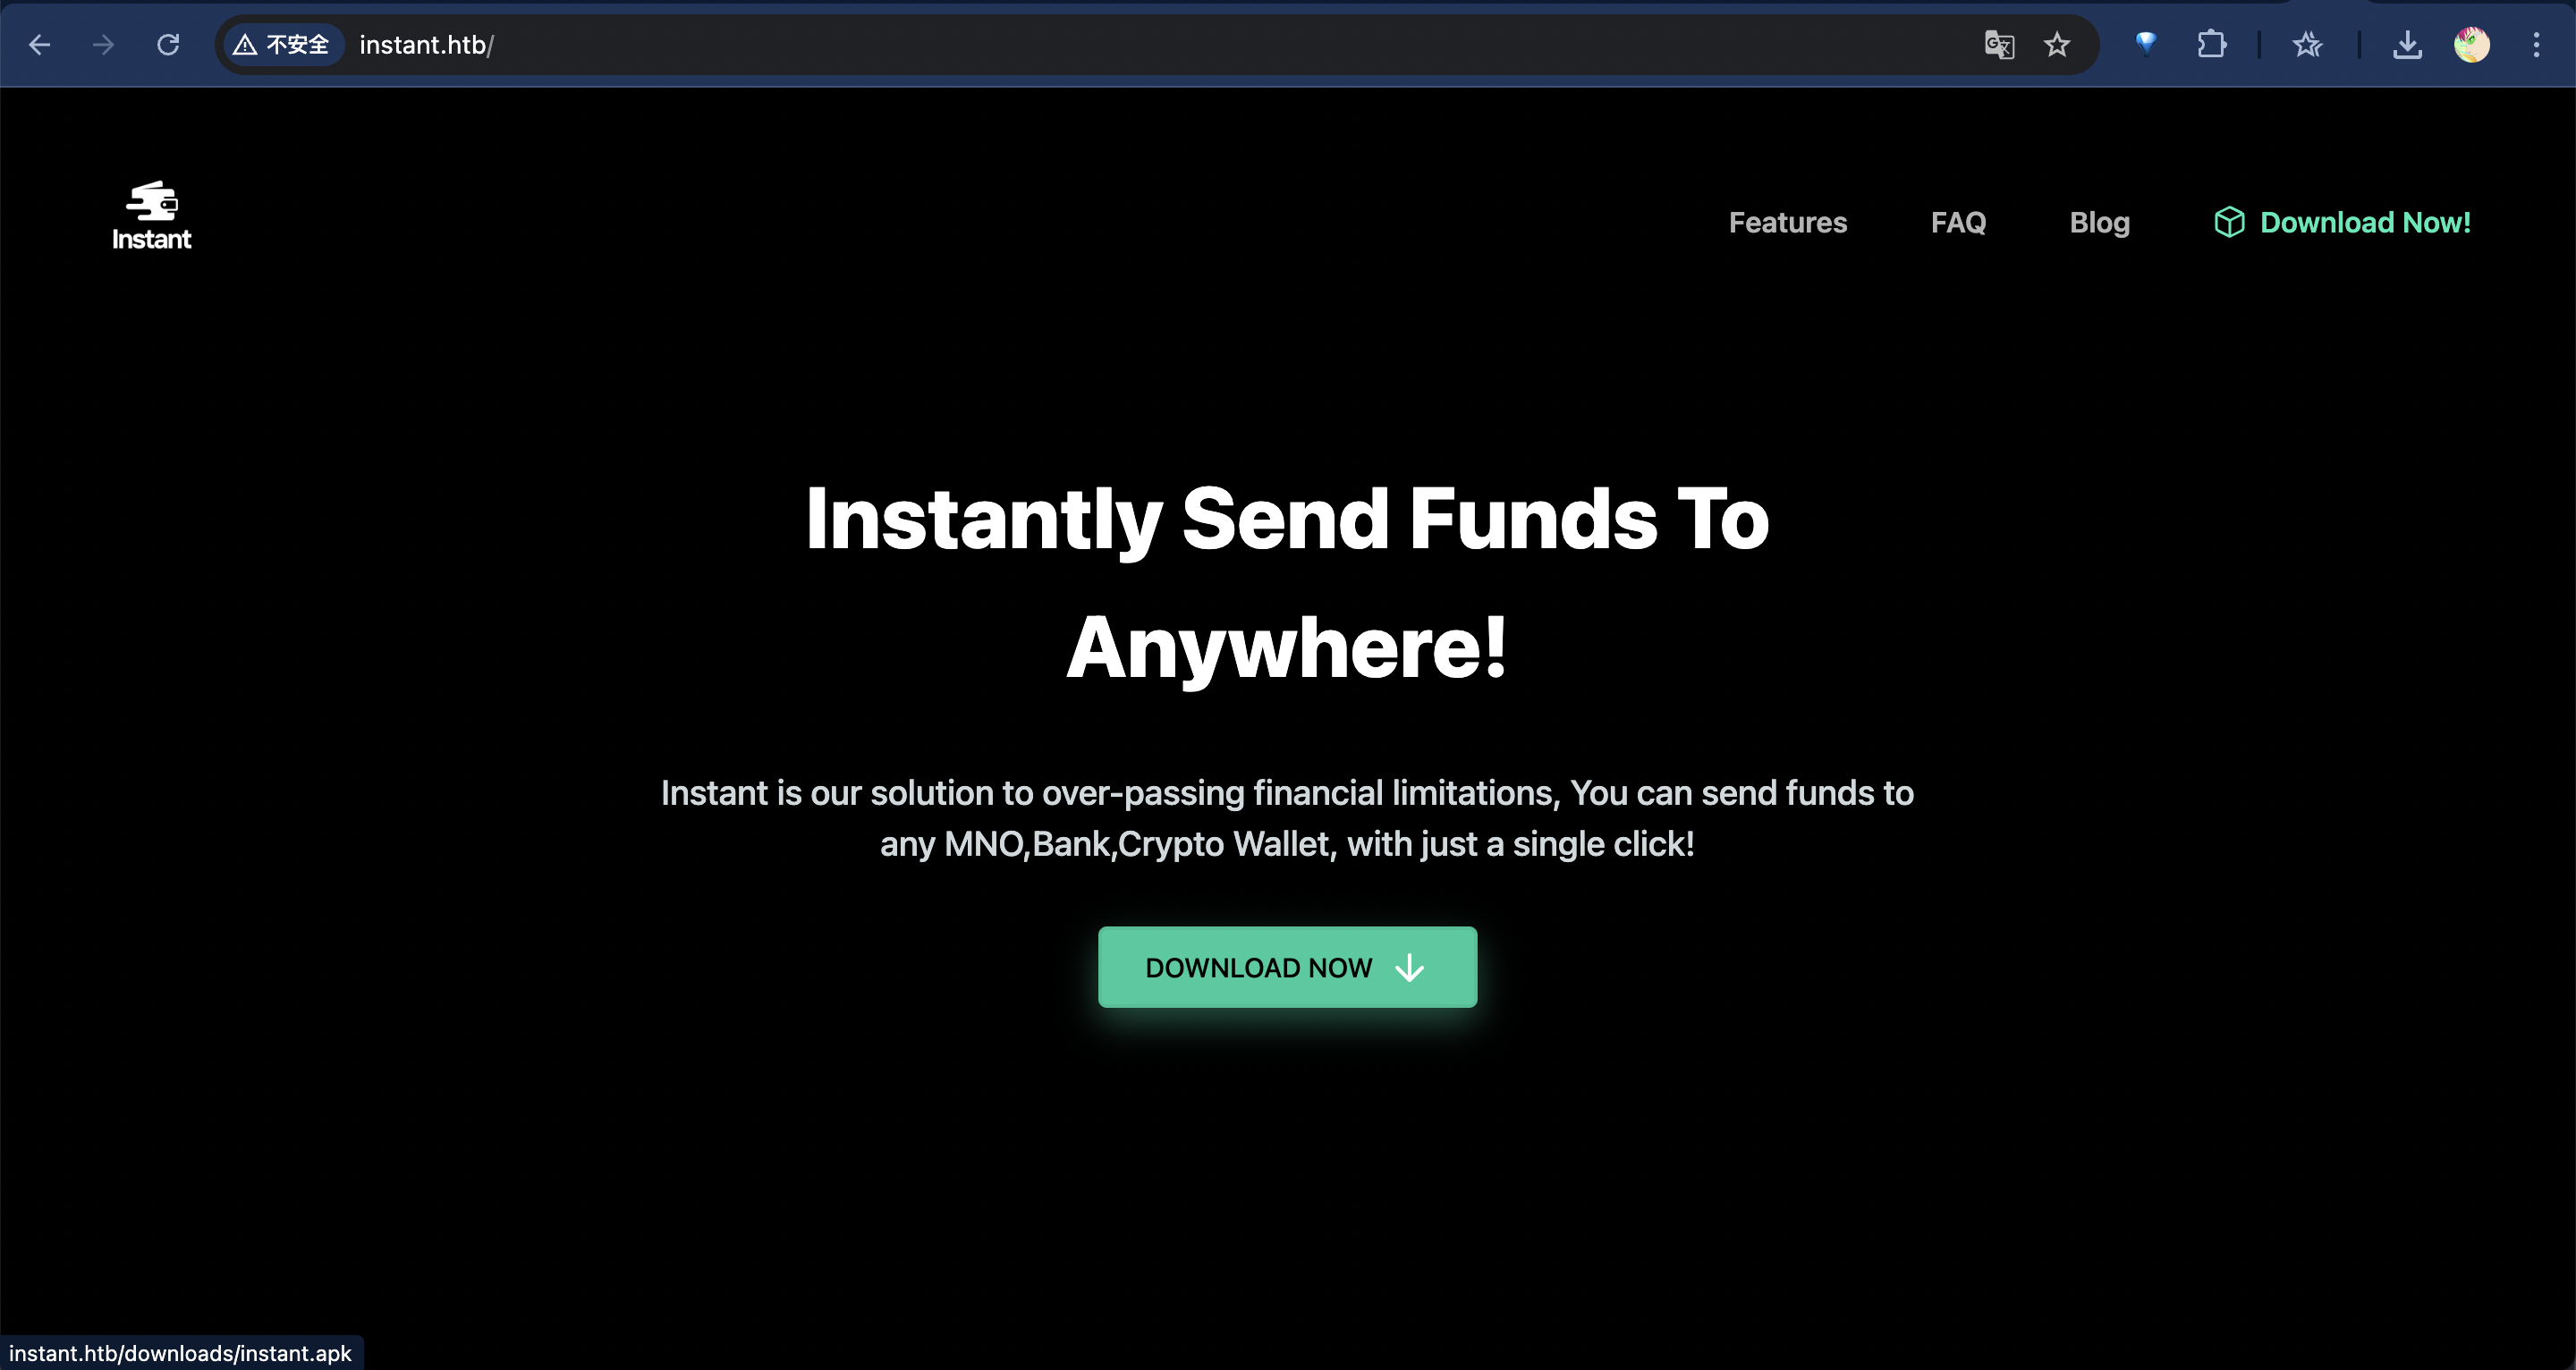 不安全 instant.htb/
Instant
Features FAQ Blog Download Now!
Instantly Send Funds To
Anywhere!
Instant is our solution to over-passing financial limitations, You can send funds to
any MNO,Bank,Crypto Wallet, with just a single click!
DOWNLOAD NOW
instant.htb/downloads/instant.apk